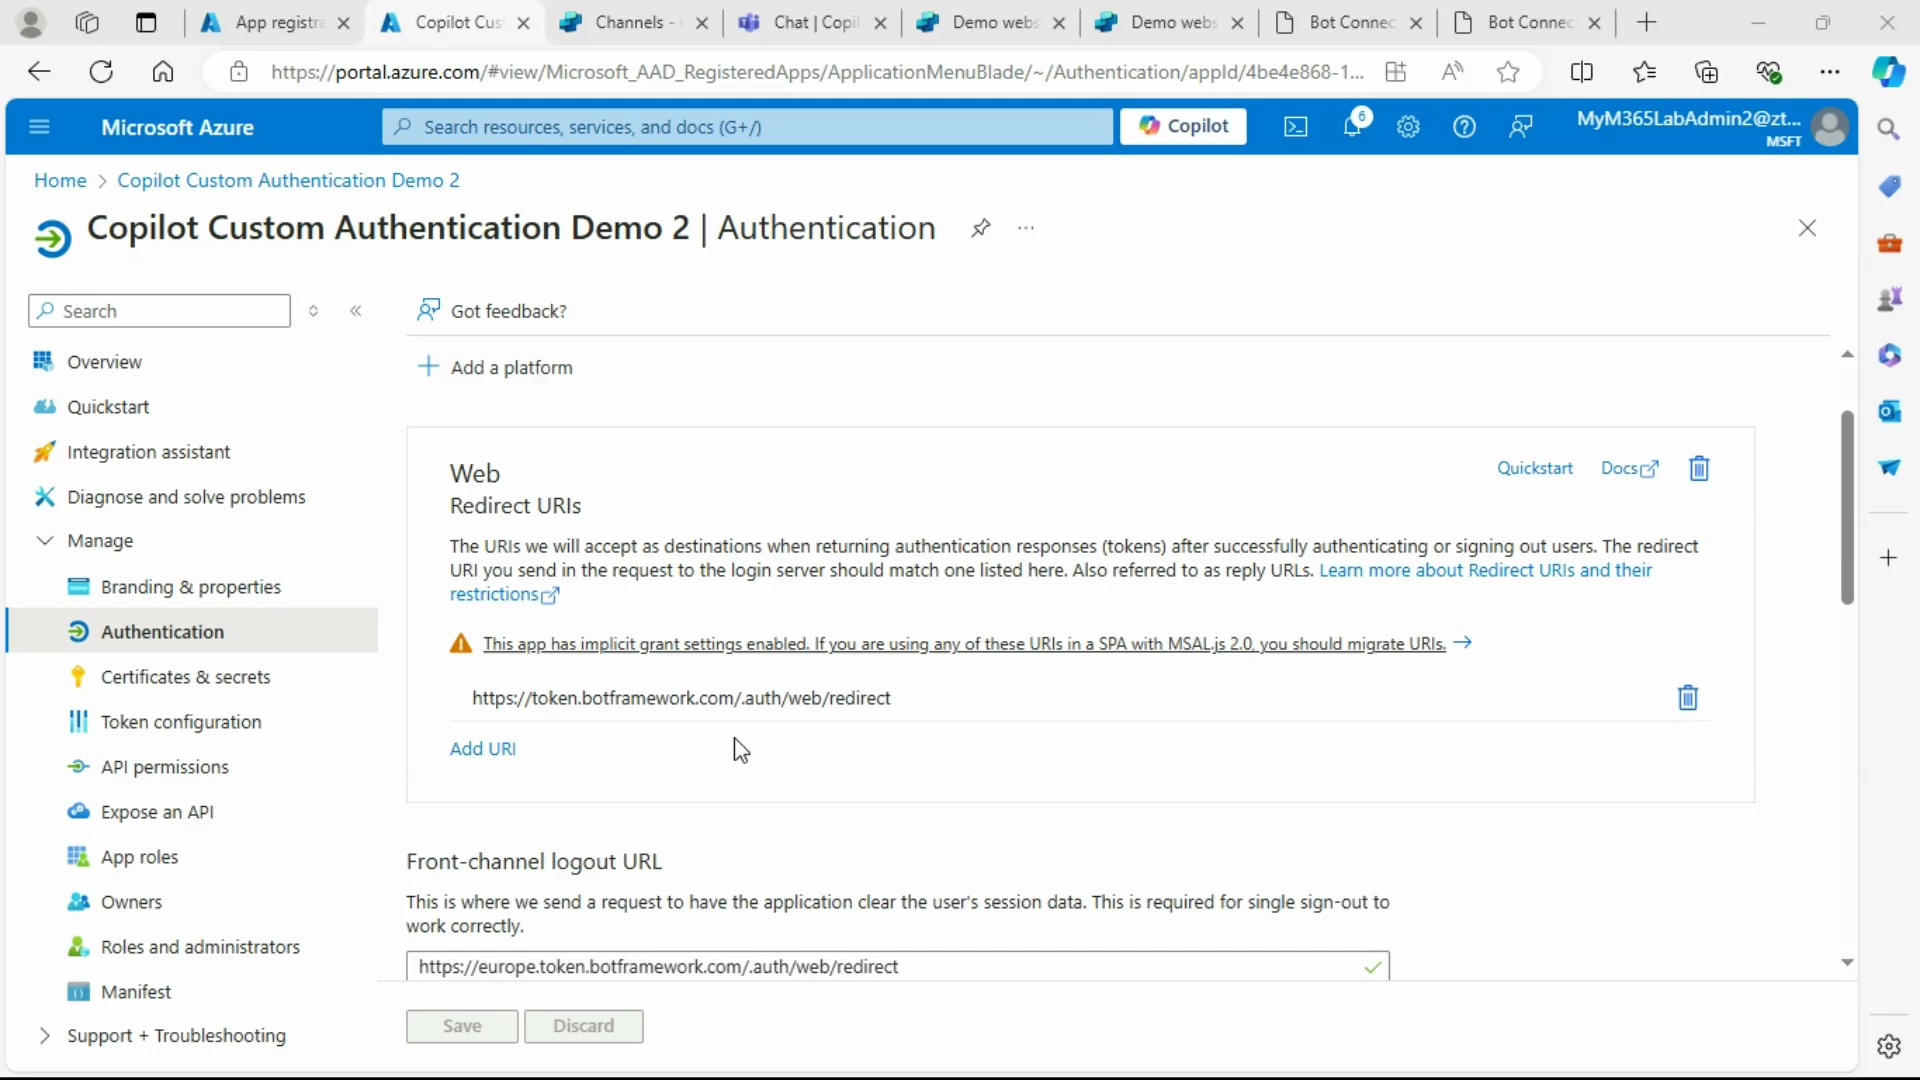 App registra
Copilot Cus
Channels -
Chat | Copil
Demo webs
Demo webs
Bot Connec
Bot Connec
https://portal.azure.com/#view/Microsoft_AAD_RegisteredApps/ApplicationMenuBlade/~/Authentication/appId/4be4e868-1...
Microsoft Azure
Search resources, services, and docs (G+/)
Copilot
6
MyM365LabAdmin2@zt...
MSFT
Home > Copilot Custom Authentication Demo 2
Copilot Custom Authentication Demo 2 | Authentication
Search
Got feedback?
Overview
Quickstart
Integration assistant
Diagnose and solve problems
Manage
Branding & properties
Authentication
Certificates & secrets
Token configuration
API permissions
Expose an API
App roles
Owners
Roles and administrators
Manifest
Support + Troubleshooting
Add a platform
Web
Quickstart
Docs
Redirect URIs
The URIs we will accept as destinations when returning authentication responses (tokens) after successfully authenticating or signing out users. The redirect
URI you send in the request to the login server should match one listed here. Also referred to as reply URLs. Learn more about Redirect URIs and their
restrictions
This app has implicit grant settings enabled. If you are using any of these URIs in a SPA with MSAL.js 2.0, you should migrate URIs.
https://token.botframework.com/.auth/web/redirect
Add URI
Front-channel logout URL
This is where we send a request to have the application clear the user's session data. This is required for single sign-out to
work correctly.
https://europe.token.botframework.com/.auth/web/redirect
Save
Discard